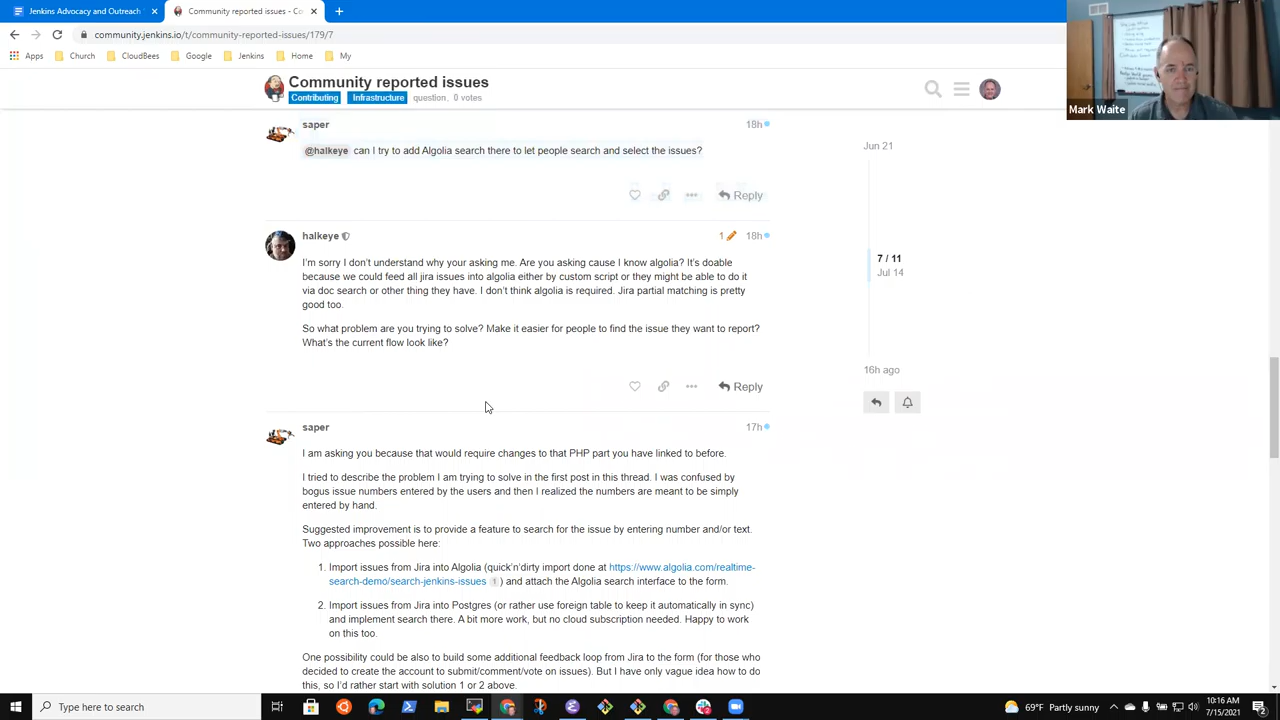 Jenkins Advocacy and Outreach
Community reported issues - Co
community.jenkins.io/t/community-reported-issues/179/7
Apps
Church
CloudBees
Google
Jenkins
Home
My
Community reported issues
Contributing
Infrastructure
question, 0 votes
Mark Waite
saper
18h
@halkeye can I try to add Algolia search there to let people search and select the issues?
Reply
halkeye
1
18h
I'm sorry I don't understand why your asking me. Are you asking cause I know algolia? It's doable
because we could feed all jira issues into algolia either by custom script or they might be able to do it
via doc search or other thing they have. I don't think algolia is required. Jira partial matching is pretty
good too.
So what problem are you trying to solve? Make it easier for people to find the issue they want to report?
What's the current flow look like?
Reply
saper
17h
I am asking you because that would require changes to that PHP part you have linked to before.
I tried to describe the problem I am trying to solve in the first post in this thread. I was confused by
bogus issue numbers entered by the users and then I realized the numbers are meant to be simply
entered by hand.
Suggested improvement is to provide a feature to search for the issue by entering number and/or text.
Two approaches possible here:
1. Import issues from Jira into Algolia (quick'n'dirty import done at https://www.algolia.com/realtime-
search-demo/search-jenkins-issues 1 ) and attach the Algolia search interface to the form.
2. Import issues from Jira into Postgres (or rather use foreign table to keep it automatically in sync)
and implement search there. A bit more work, but no cloud subscription needed. Happy to work
on this too.
One possibility could be also to build some additional feedback loop from Jira to the form (for those who
decided to create the account to submit/comment/vote on issues). But I have only vague idea how to do
this, so I'd rather start with solution 1 or 2 above.
Jun 21
7 / 11
Jul 14
16h ago
Type here to search
69°F Partly sunny
10:16 AM
7/15/2021
2